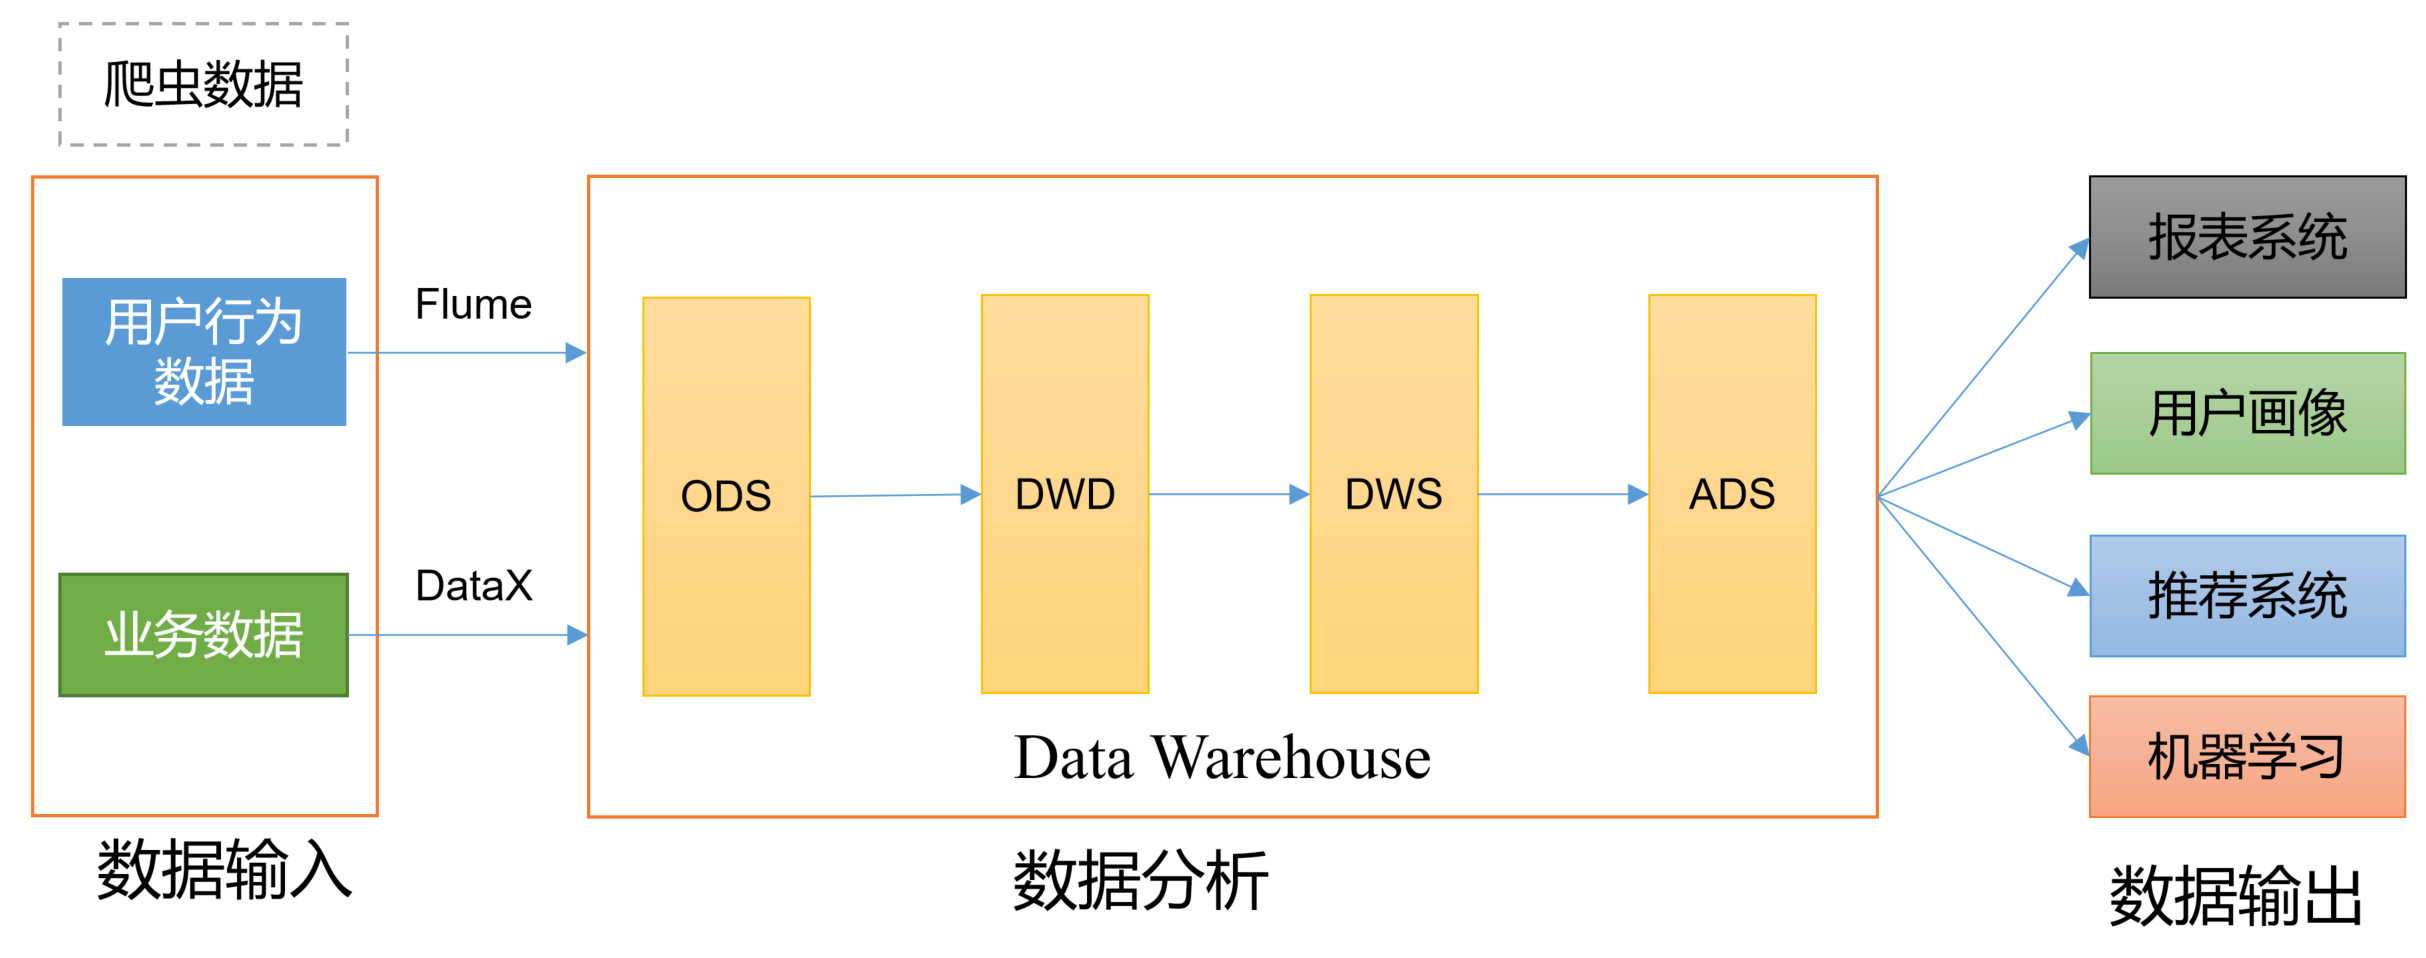 爬虫数据
用户行为
数据
业务数据
数据输入
Flume
DataX
ODS
DWD
DWS
ADS
Data Warehouse
数据分析
报表系统
用户画像
推荐系统
机器学习
数据输出